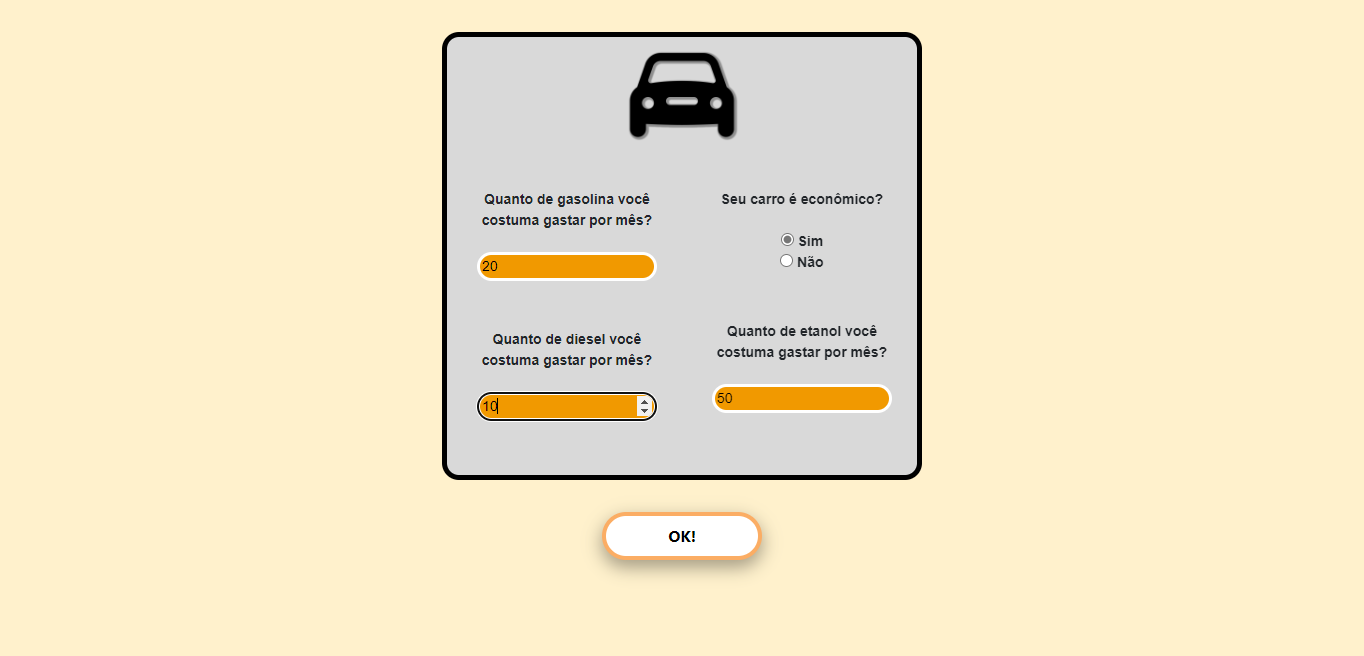 Quanto de gasolina você
costuma gastar por mês?
20
Seu carro é econômico?
Sim
Não
Quanto de diesel você
costuma gastar por mês?
10
Quanto de etanol você
costuma gastar por mês?
50
OK!